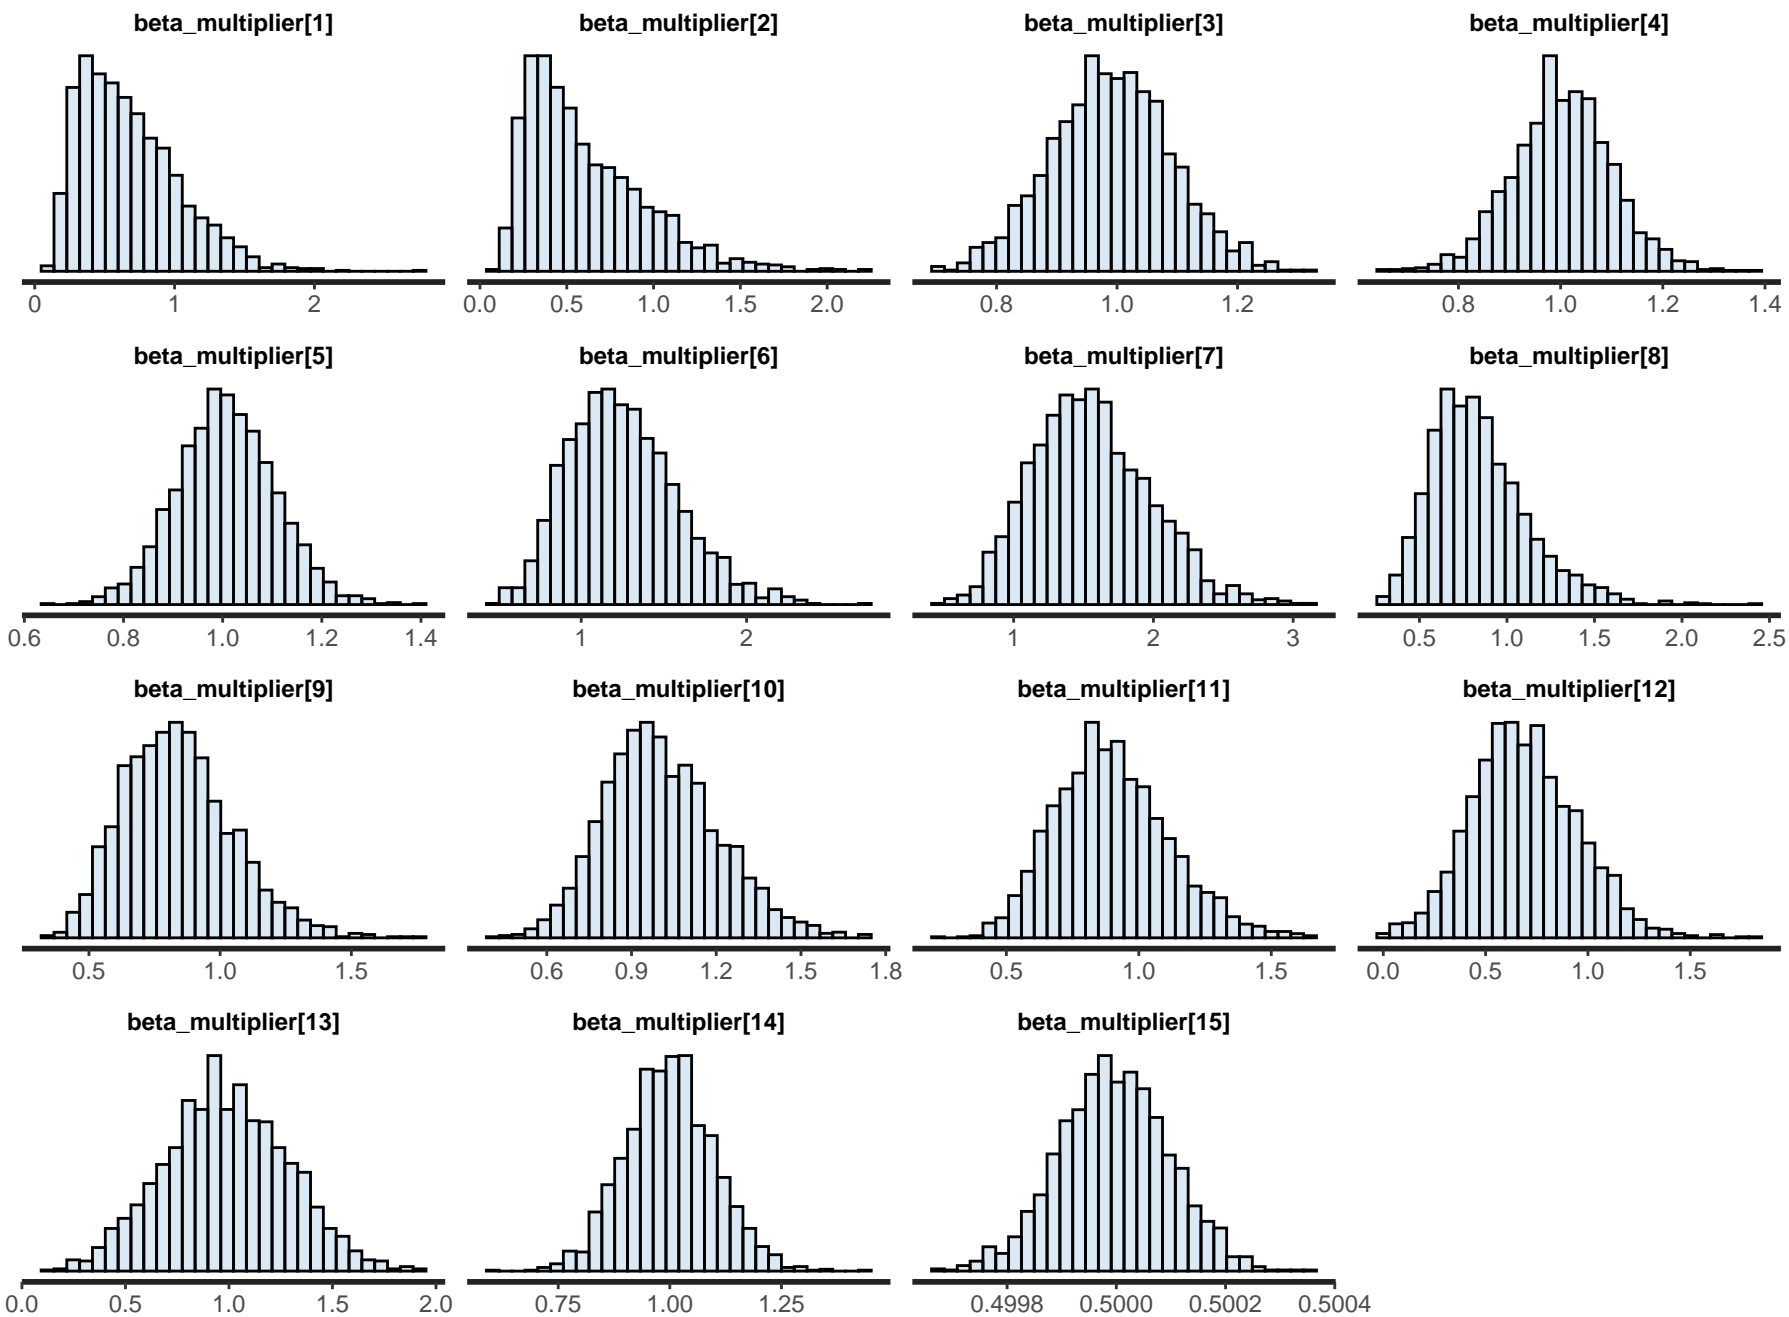 beta_multiplier[1] beta_multiplier[2] beta_multiplier[3] beta_multiplier[4]
0 1 2 0.0 0.5 1.0 1.5 2.0 0.8 1.0 1.2 0.8 1.0 1.2 1.4
beta_multiplier[5] beta_multiplier[6] beta_multiplier[7] beta_multiplier[8]
0.6 0.8 1.0 1.2 1.4 1 2 1 2 3 0.5 1.0 1.5 2.0 2.5
beta_multiplier[9] beta_multiplier[10] beta_multiplier[11] beta_multiplier[12]
0.5 1.0 1.5 0.6 0.9 1.2 1.5 1.8 0.5 1.0 1.5 0.0 0.5 1.0 1.5
beta_multiplier[13] beta_multiplier[14] beta_multiplier[15]
0.0 0.5 1.0 1.5 2.0 0.75 1.00 1.25 0.4998 0.5000 0.5002 0.5004